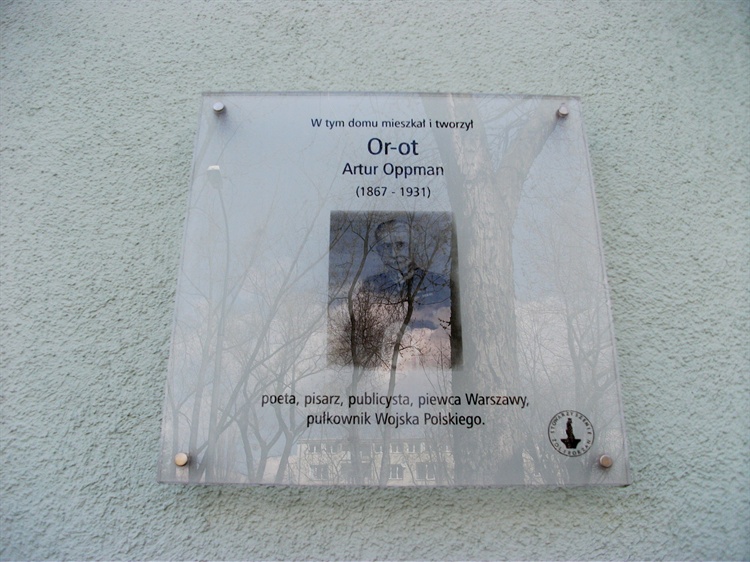 W tym domu mieszkał i tworzył
Or-ot
Artur Oppman
(1867 - 1931)
poeta, pisarz, publicysta, piewca Warszawy,
pułkownik Wojska Polskiego.